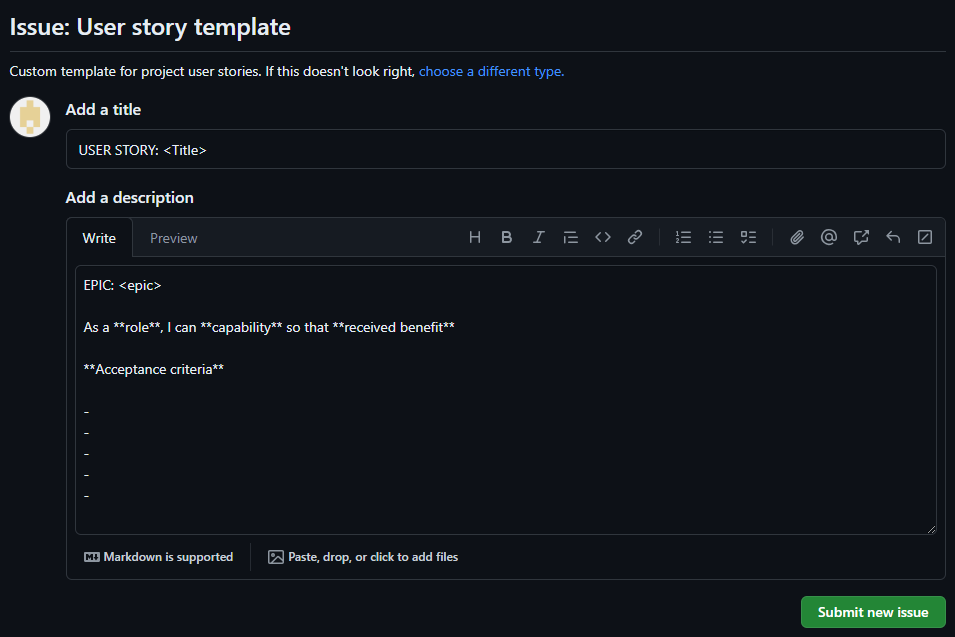 Issue: User story template
Custom template for project user stories. If this doesn't look right, choose a different type.
Add a title
USER STORY: <Title>
Add a description
Write Preview
EPIC: <epic>
As a **role**, I can **capability** so that **received benefit**
**Acceptance criteria**
-
-
-
-
-
Markdown is supported Paste, drop, or click to add files
Submit new issue